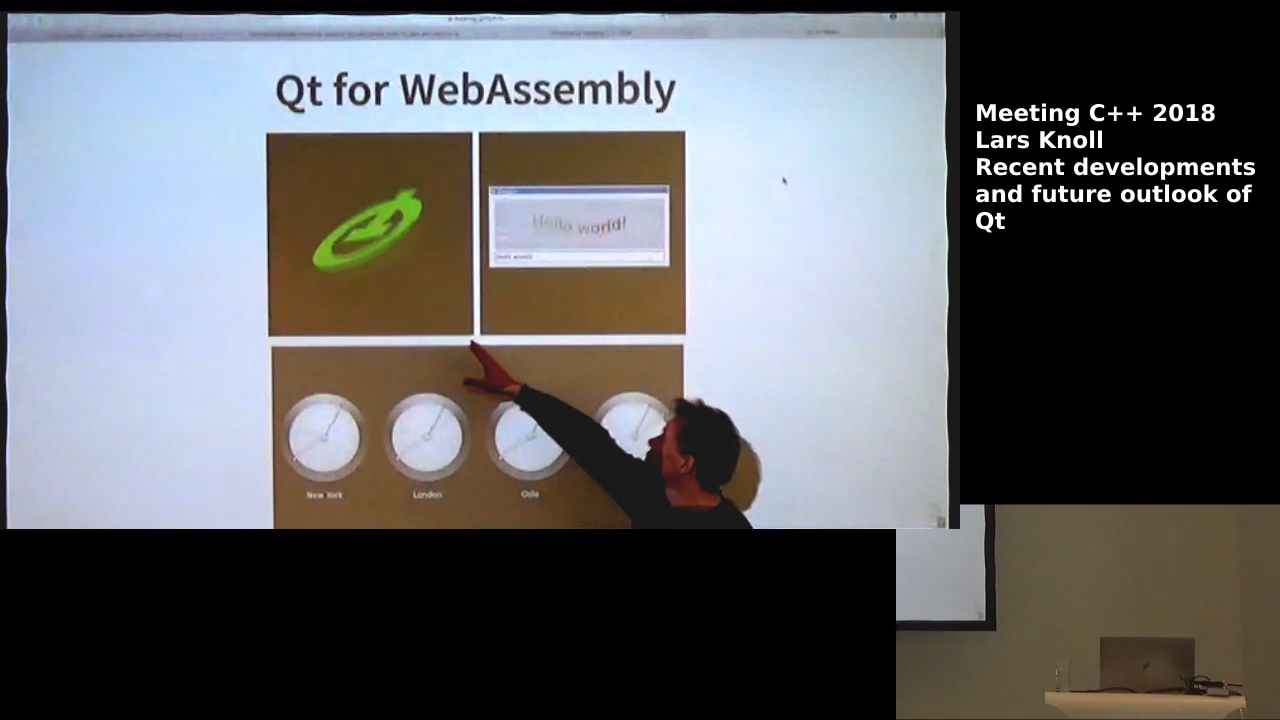 Qt for WebAssembly
Hello world!
New York
London
Oslo
Meeting C++ 2018
Lars Knoll
Recent developments
and future outlook of
Qt